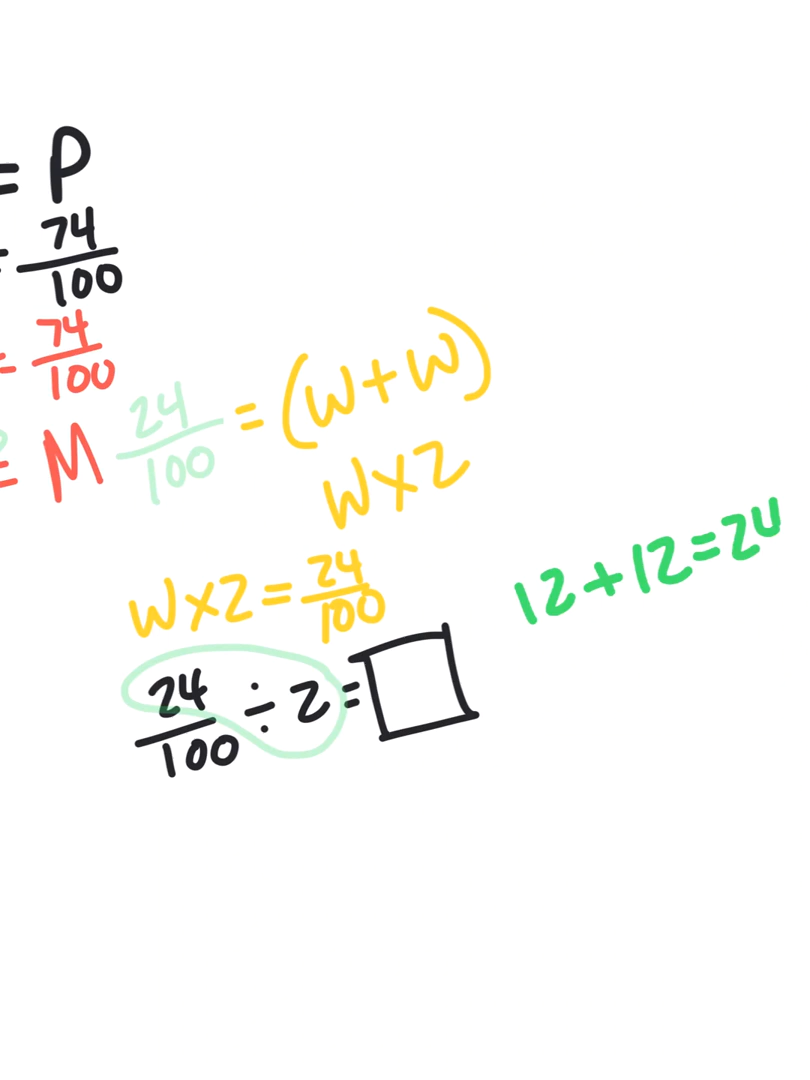 = P
= 74/100
= 74/100
= M 24/100 = (W+W)
W×2
W×2 = 24/100
12+12=24
24/100 ÷ 2 =